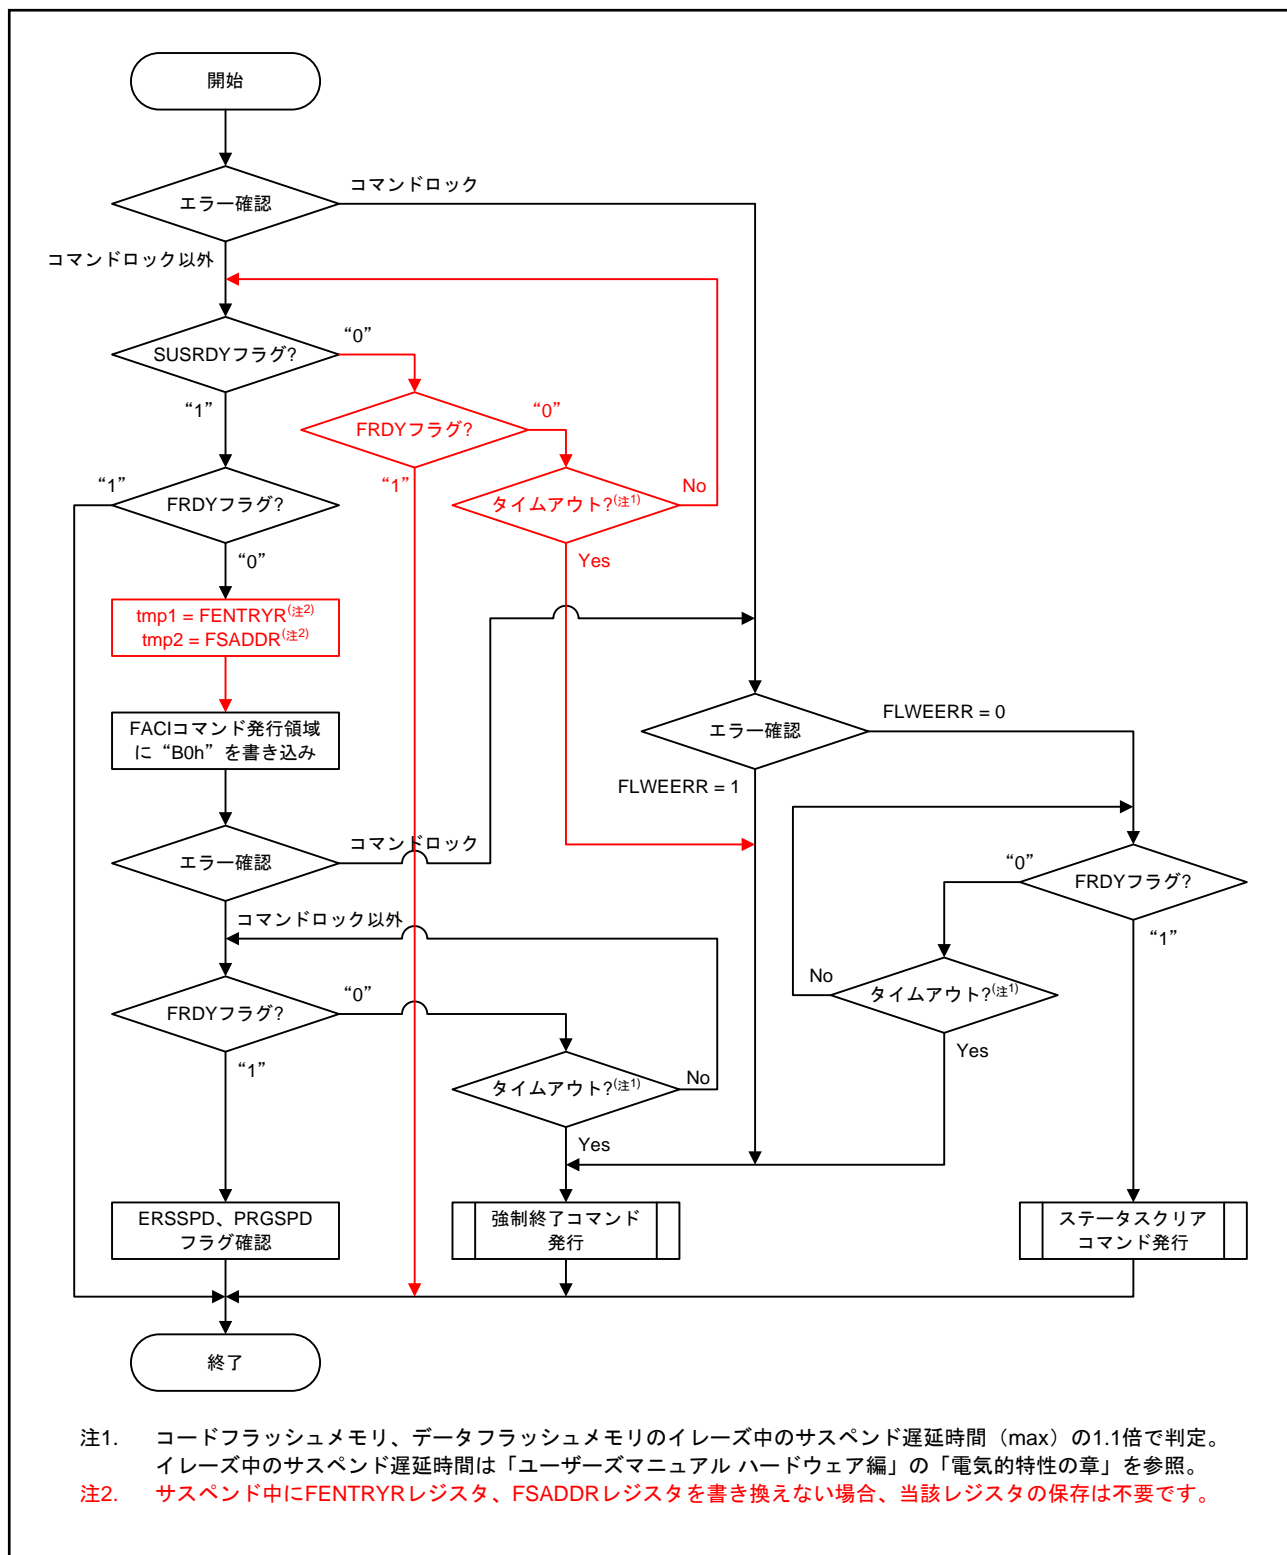 開始
エラー確認
コマンドロック
コマンドロック以外
SUSRDYフラグ?
“0”
“1”
FRDYフラグ?
“0”
“1”
タイムアウト?(注1)
No
Yes
FRDYフラグ?
“1”
“0”
tmp1 = FENTRYR(注2)
tmp2 = FSADDR(注2)
FACIコマンド発行領域
に“B0h”を書き込み
エラー確認
FLWEERR = 0
FLWEERR = 1
エラー確認
コマンドロック
コマンドロック以外
FRDYフラグ?
“0”
“1”
タイムアウト?(注1)
No
Yes
FRDYフラグ?
“0”
“1”
タイムアウト?(注1)
No
Yes
ERSSPD、PRGSPD
フラグ確認
強制終了コマンド
発行
ステータスクリア
コマンド発行
終了
注1. コードフラッシュメモリ、データフラッシュメモリのイレーズ中のサスペンド遅延時間（max）の1.1倍で判定。
イレーズ中のサスペンド遅延時間は「ユーザーズマニュアル ハードウェア編」の「電気的特性の章」を参照。
注2. サスペンド中にFENTRYRレジスタ、FSADDRレジスタを書き換えない場合、当該レジスタの保存は不要です。